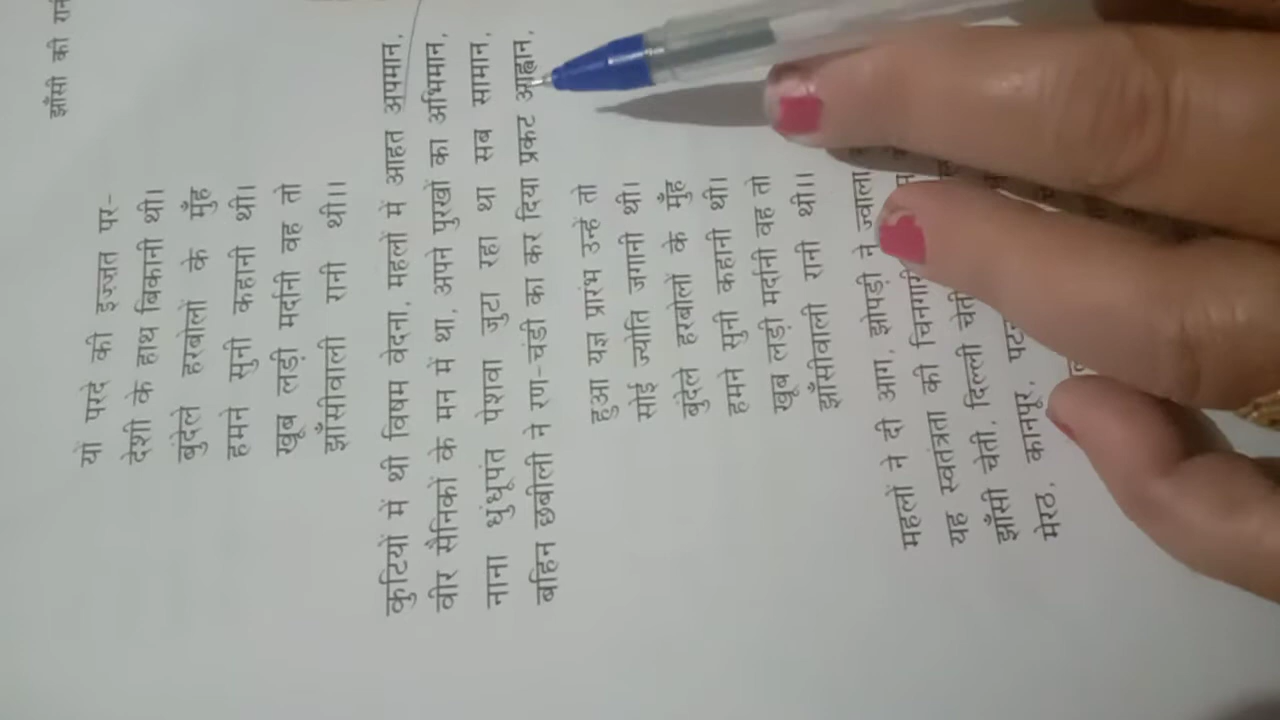 झाँसी की
यों परदे की इज़्ज़त पर-
देशी के हाथ बिकानी थी।
बुंदेले हरबोलों के मुँह
हमने सुनी कहानी थी।
खूब लड़ी मर्दानी वह तो
झाँसीवाली रानी थी।।
कुटियों में थी विषम वेदना, महलों में आहत अपमान,
वीर सैनिकों के मन में था, अपने पुरखों का अभिमान,
नाना धुंधूपंत पेशवा जुटा रहा था सब सामान,
बहिन छबीली ने रण-चंडी का कर दिया प्रकट आह्वान,
हुआ यज्ञ प्रारंभ उन्हें तो
सोई ज्योति जगानी थी।
बुंदेले हरबोलों के मुँह
हमने सुनी कहानी थी।
खूब लड़ी मर्दानी वह तो
झाँसीवाली रानी थी।।
महलों ने दी आग, झोंपड़ी ने ज्वाला
यह स्वतंत्रता की
झाँसी चेती, दिल्ली चेती
मेरठ, कानपूर,